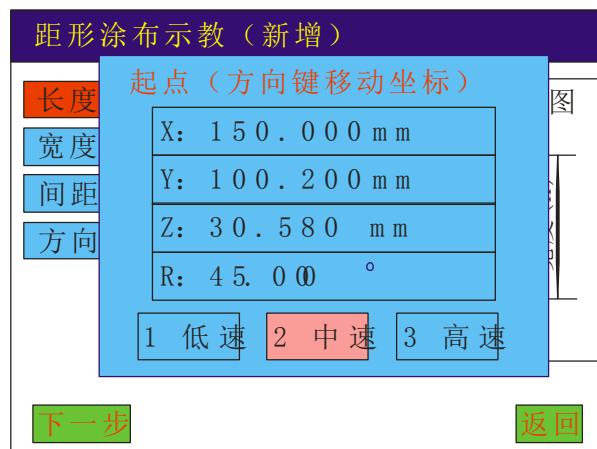 距形涂布示教（新增）
起点（方向键移动坐标）
长度
图
X: 150.000mm
宽度
Y: 100.200mm
间距
Z: 30.580 mm
方向
R: 45.00 °
1 低速 2 中速 3 高速
下一步 返回